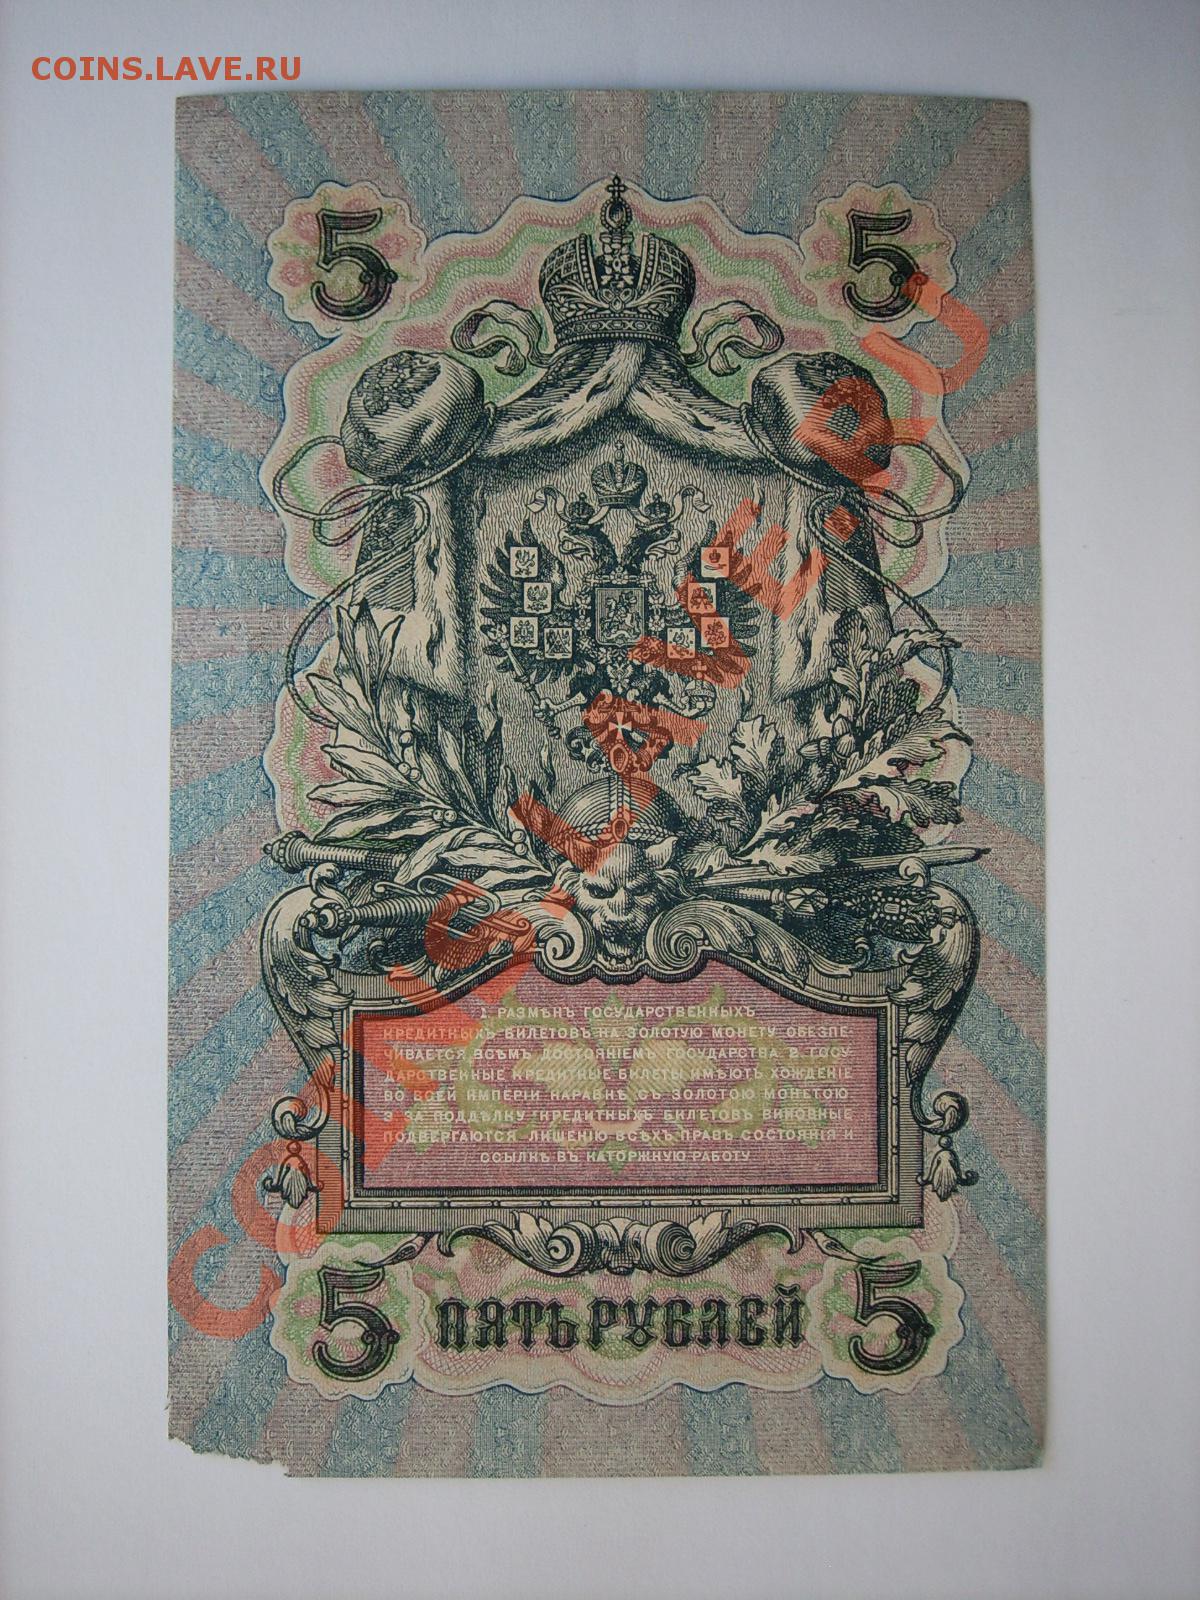 COINS.LAVE.RU
5 5
1. РАЗМѢНЪ ГОСУДАРСТВЕННЫХЪ
КРЕДИТНЫХЪ БИЛЕТОВЪ НА ЗОЛОТУЮ МОНЕТУ ОБЕЗПЕ-
ЧИВАЕТСЯ ВСѢМЪ ДОСТОЯНІЕМЪ ГОСУДАРСТВА. 2. ГОСУ-
ДАРСТВЕННЫЕ КРЕДИТНЫЕ БИЛЕТЫ ИМѢЮТЪ ХОЖДЕНІЕ
ВО ВСЕЙ ИМПЕРІИ НАРАВНѢ СЪ ЗОЛОТОЮ МОНЕТОЮ
3. ЗА ПОДДѢЛКУ КРЕДИТНЫХЪ БИЛЕТОВЪ ВИНОВНЫЕ
ПОДВЕРГАЮТСЯ ЛИШЕНІЮ ВСѢХЪ ПРАВЪ СОСТОЯНІЯ И
ССЫЛКѢ ВЪ КАТОРЖНУЮ РАБОТУ
5 ПЯТЬ РУБЛЕЙ 5
COINS.LAVE.RU